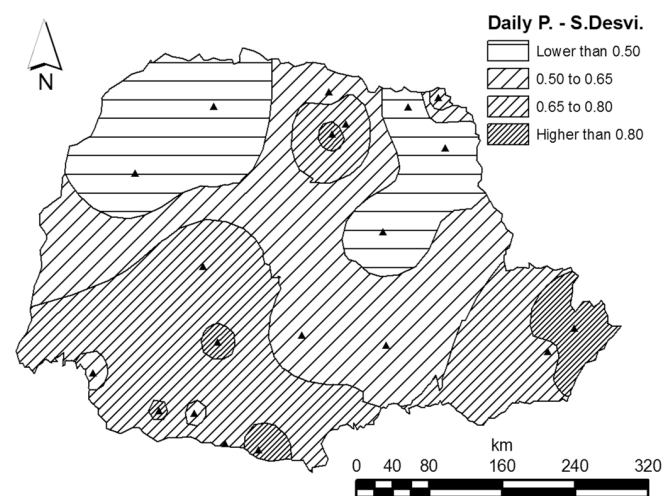 Daily P. - S.Desvi.
Lower than 0.50
0.50 to 0.65
0.65 to 0.80
Higher than 0.80
N
km
0 40 80 160 240 320